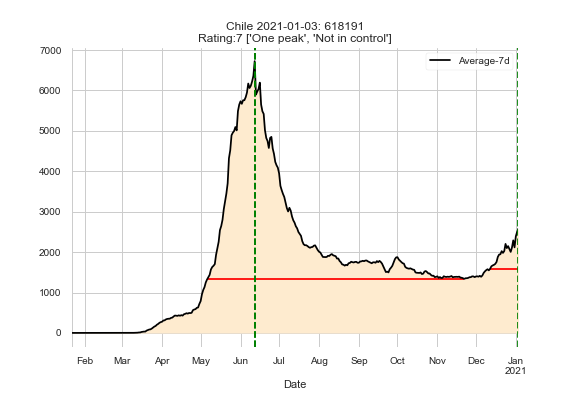 Chile 2021-01-03: 618191
Rating:7 ['One peak', 'Not in control']
Average-7d
7000
6000
5000
4000
3000
2000
1000
0
Feb Mar Apr May Jun Jul Aug Sep Oct Nov Dec Jan
2021
Date